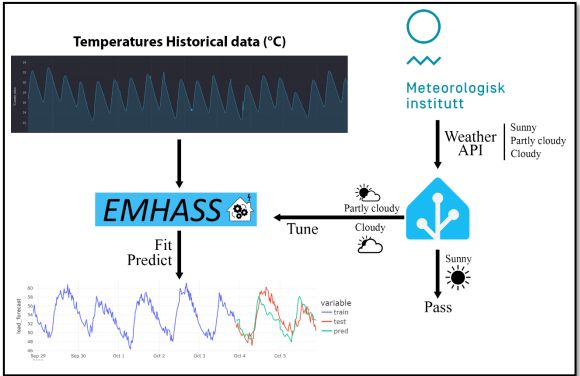 Temperatures Historical data (°C)
Meteorologisk
institutt
Weather
API
Sunny
Partly cloudy
Cloudy
EMHASS
Partly cloudy
Tune
Cloudy
Fit
Predict
Sunny
Pass
load_forecast
60
58
56
54
52
50
48
46
Sep 29
Sep 30
Oct 1
Oct 2
Oct 3
Oct 4
Oct 5
variable
train
test
pred